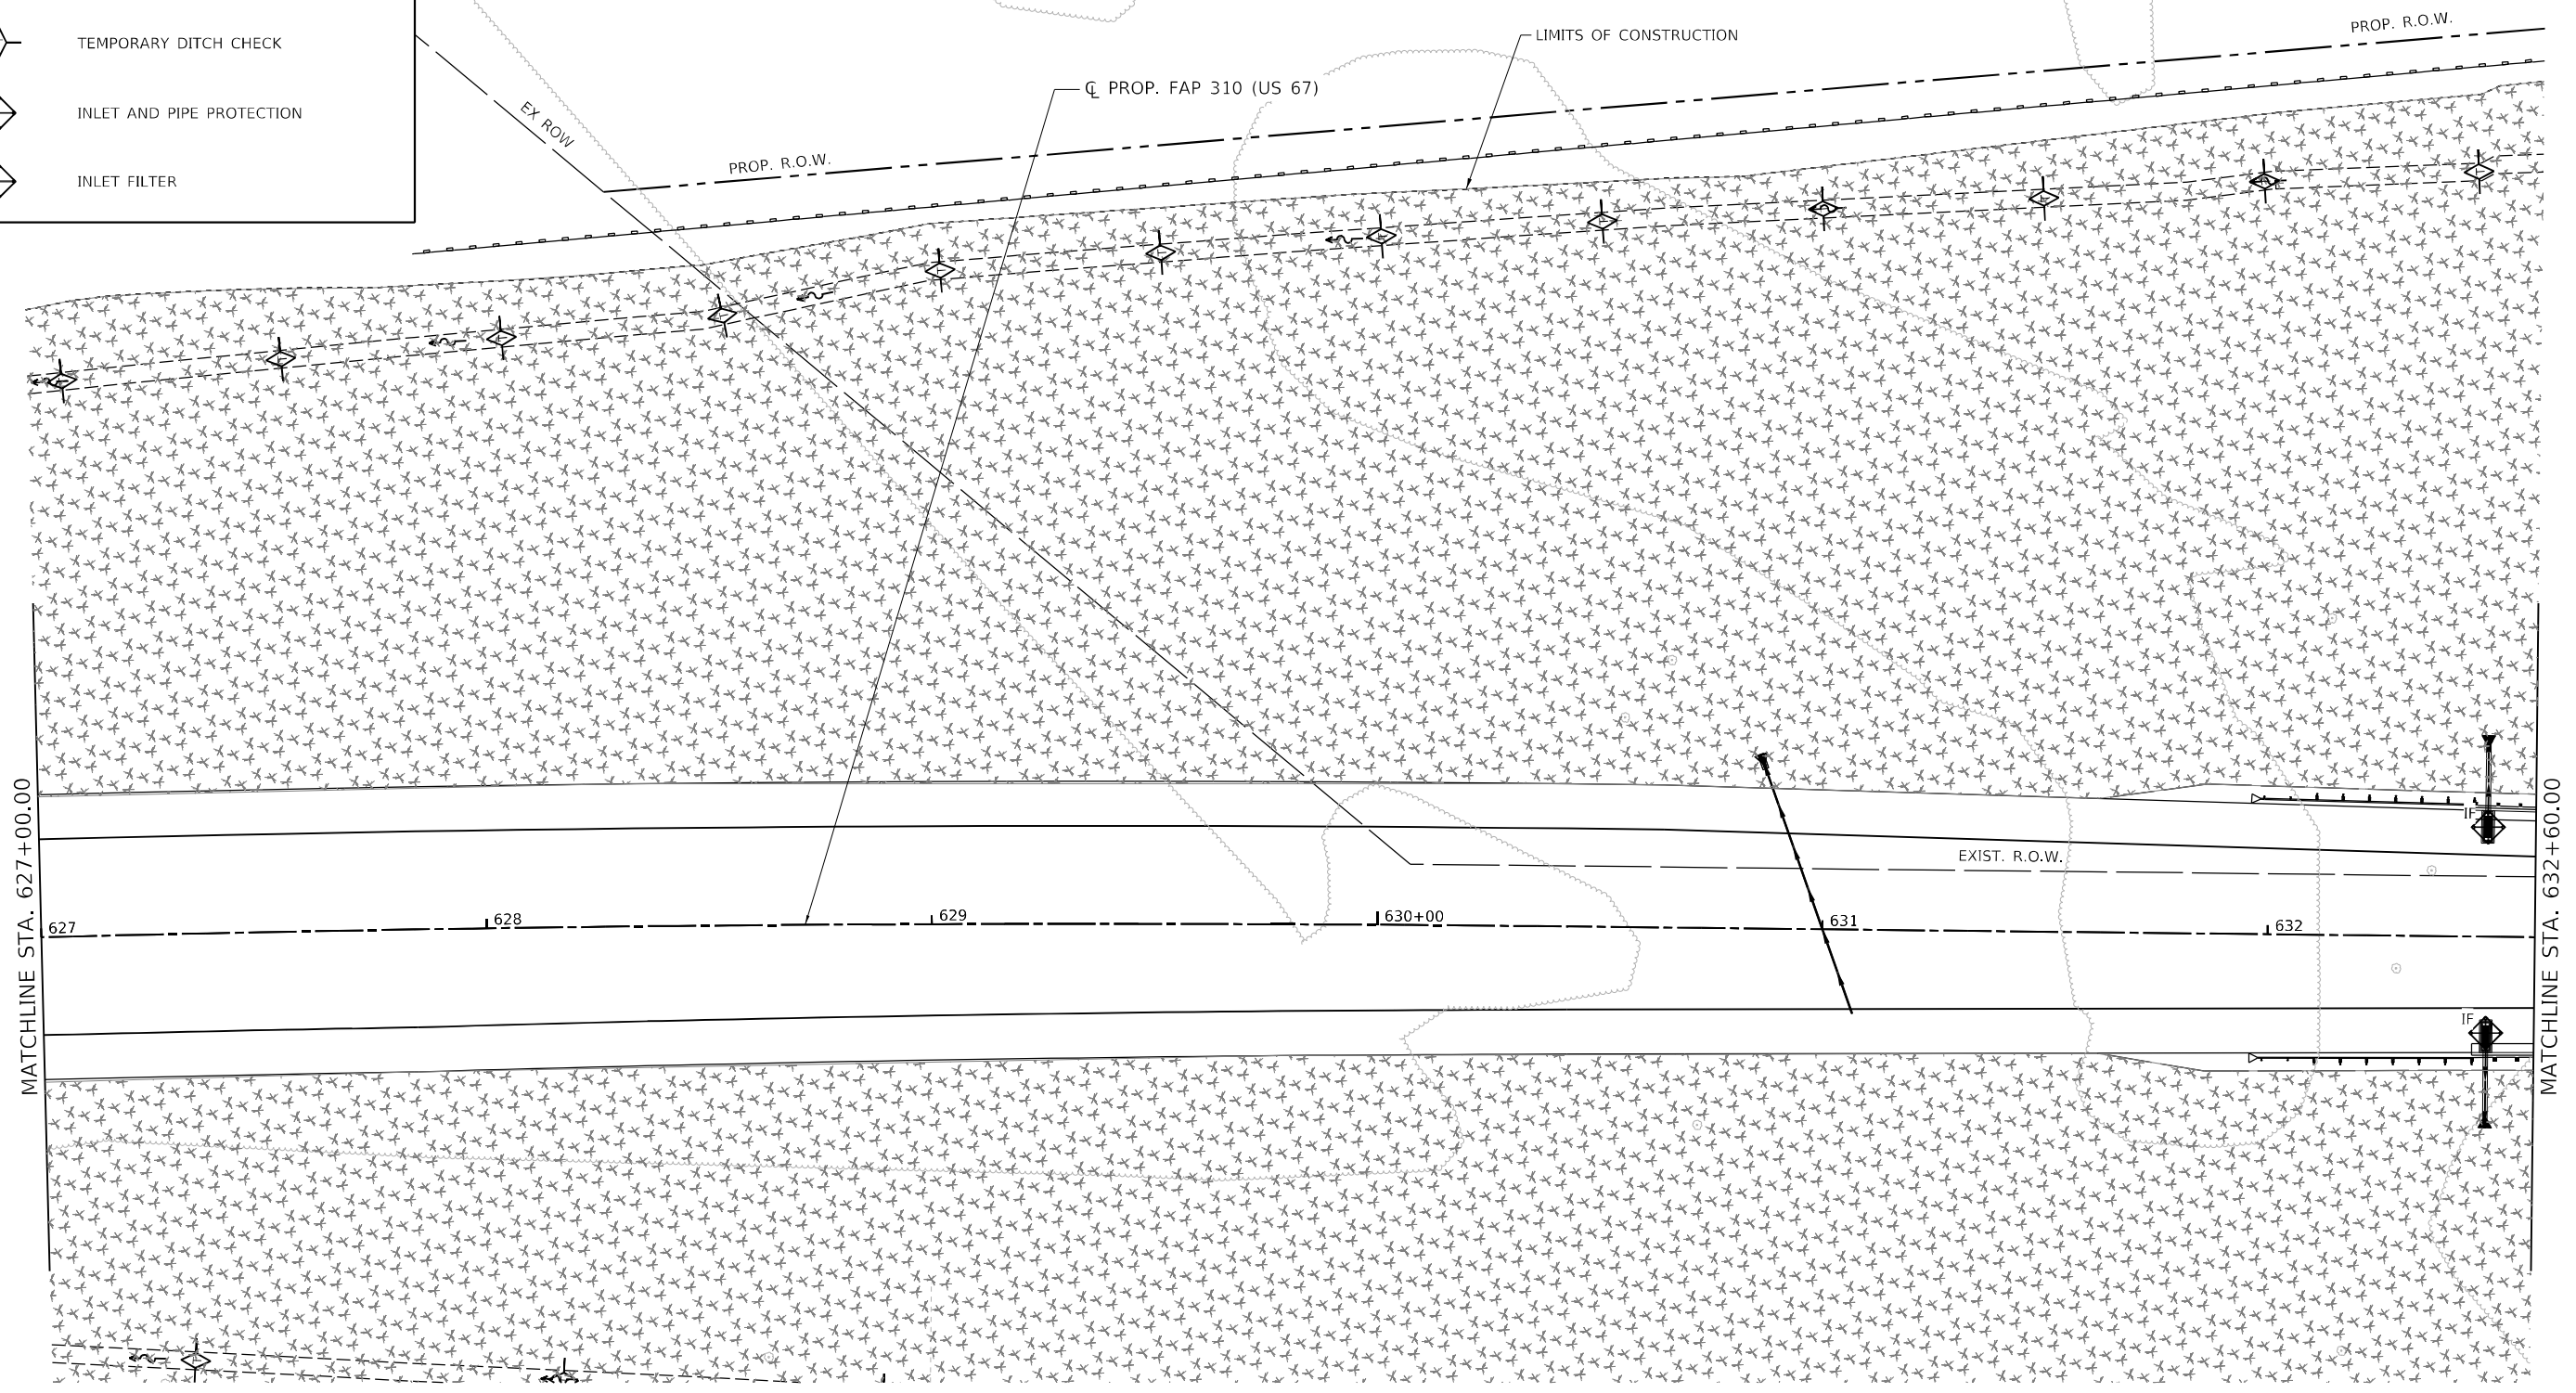 TEMPORARY DITCH CHECK
INLET AND PIPE PROTECTION
INLET FILTER
EX ROW
PROP. R.O.W.
℄ PROP. FAP 310 (US 67)
LIMITS OF CONSTRUCTION
PROP. R.O.W.
MATCHLINE STA. 627+00.00
627
628
629
630+00
631
632
EXIST. R.O.W.
IF
IF
MATCHLINE STA. 632+60.00